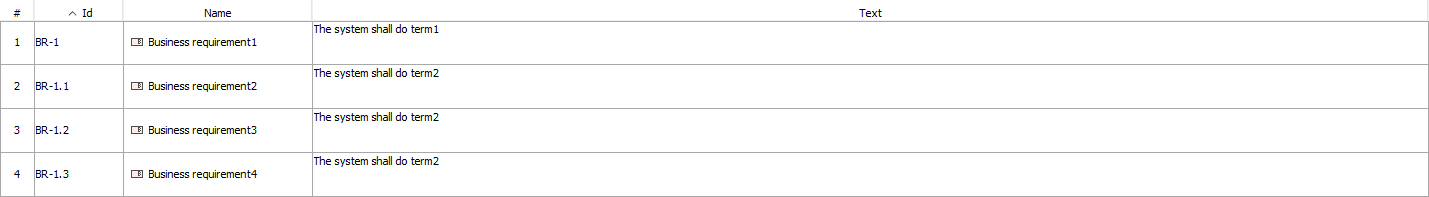 # Id Name Text
1 BR-1 Business requirement1 The system shall do term1
2 BR-1.1 Business requirement2 The system shall do term2
3 BR-1.2 Business requirement3 The system shall do term2
4 BR-1.3 Business requirement4 The system shall do term2